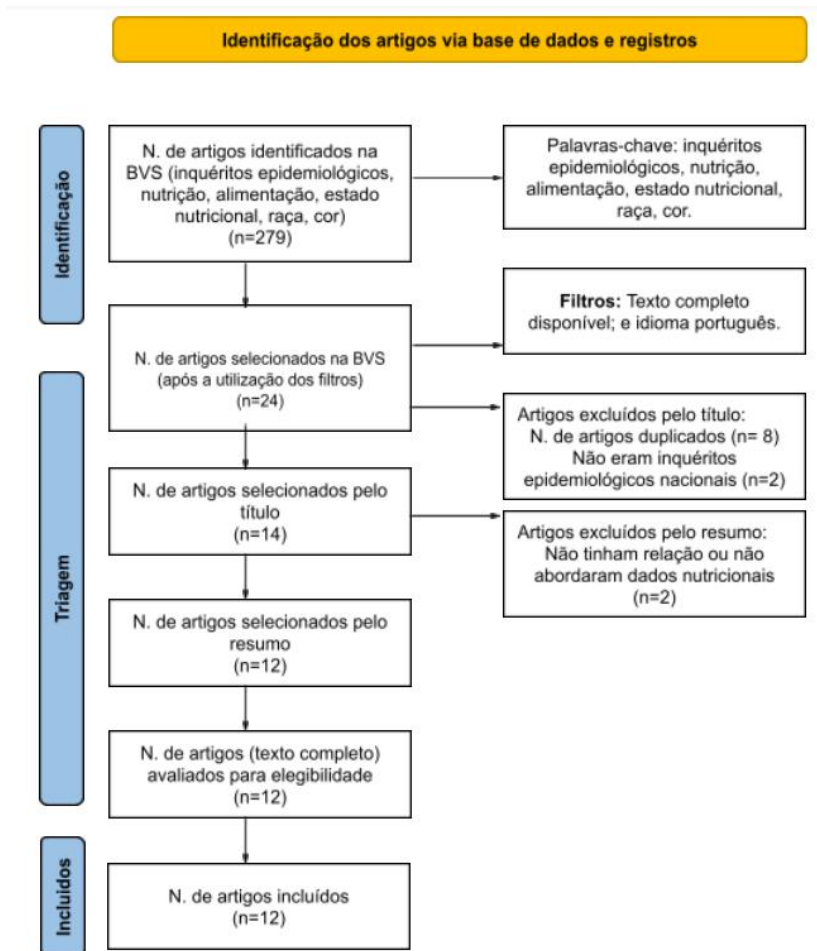 Identificação dos artigos via base de dados e registros
Identificação
N. de artigos identificados na
BVS (inquéritos epidemiológicos,
nutrição, alimentação, estado
nutricional, raça, cor)
(n=279)
Palavras-chave: inquéritos
epidemiológicos, nutrição,
alimentação, estado nutricional,
raça, cor.
Filtros: Texto completo
disponível; e idioma português.
Triagem
N. de artigos selecionados na BVS
(após a utilização dos filtros)
(n=24)
Artigos excluídos pelo título:
N. de artigos duplicados (n= 8)
Não eram inquéritos
epidemiológicos nacionais (n=2)
N. de artigos selecionados pelo
título
(n=14)
Artigos excluídos pelo resumo:
Não tinham relação ou não
abordaram dados nutricionais
(n=2)
N. de artigos selecionados pelo
resumo
(n=12)
N. de artigos (texto completo)
avaliados para elegibilidade
(n=12)
Incluidos
N. de artigos incluídos
(n=12)